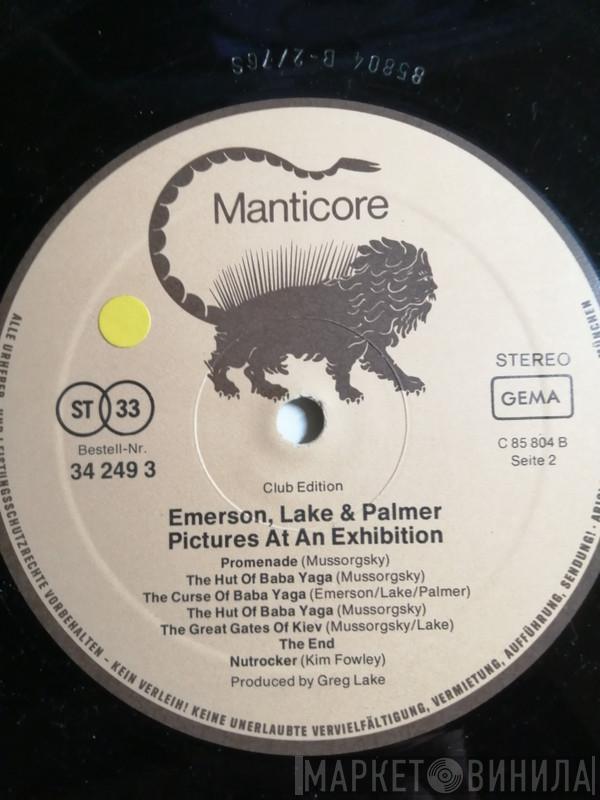 85804 B-2/76S
Manticore
ST 33
Bestell-Nr.
34 249 3
STEREO
GEMA
C 85 804 B
Seite 2
Club Edition
Emerson, Lake & Palmer
Pictures At An Exhibition
Promenade (Mussorgsky)
The Hut Of Baba Yaga (Mussorgsky)
The Curse Of Baba Yaga (Emerson/Lake/Palmer)
The Hut Of Baba Yaga (Mussorgsky)
The Great Gates Of Kiev (Mussorgsky/Lake)
The End
Nutrocker (Kim Fowley)
Produced by Greg Lake
ALLE URHEBER- UND LEISTUNGSSCHUTZRECHTE VORBEHALTEN - KEIN VERLEIH! KEINE UNERLAUBTE VERVIELFÄLTIGUNG, VERMIETUNG, AUFFÜHRUNG, SENDUNG! · MÜNCHEN
МАРКЕТ ВИНИЛА